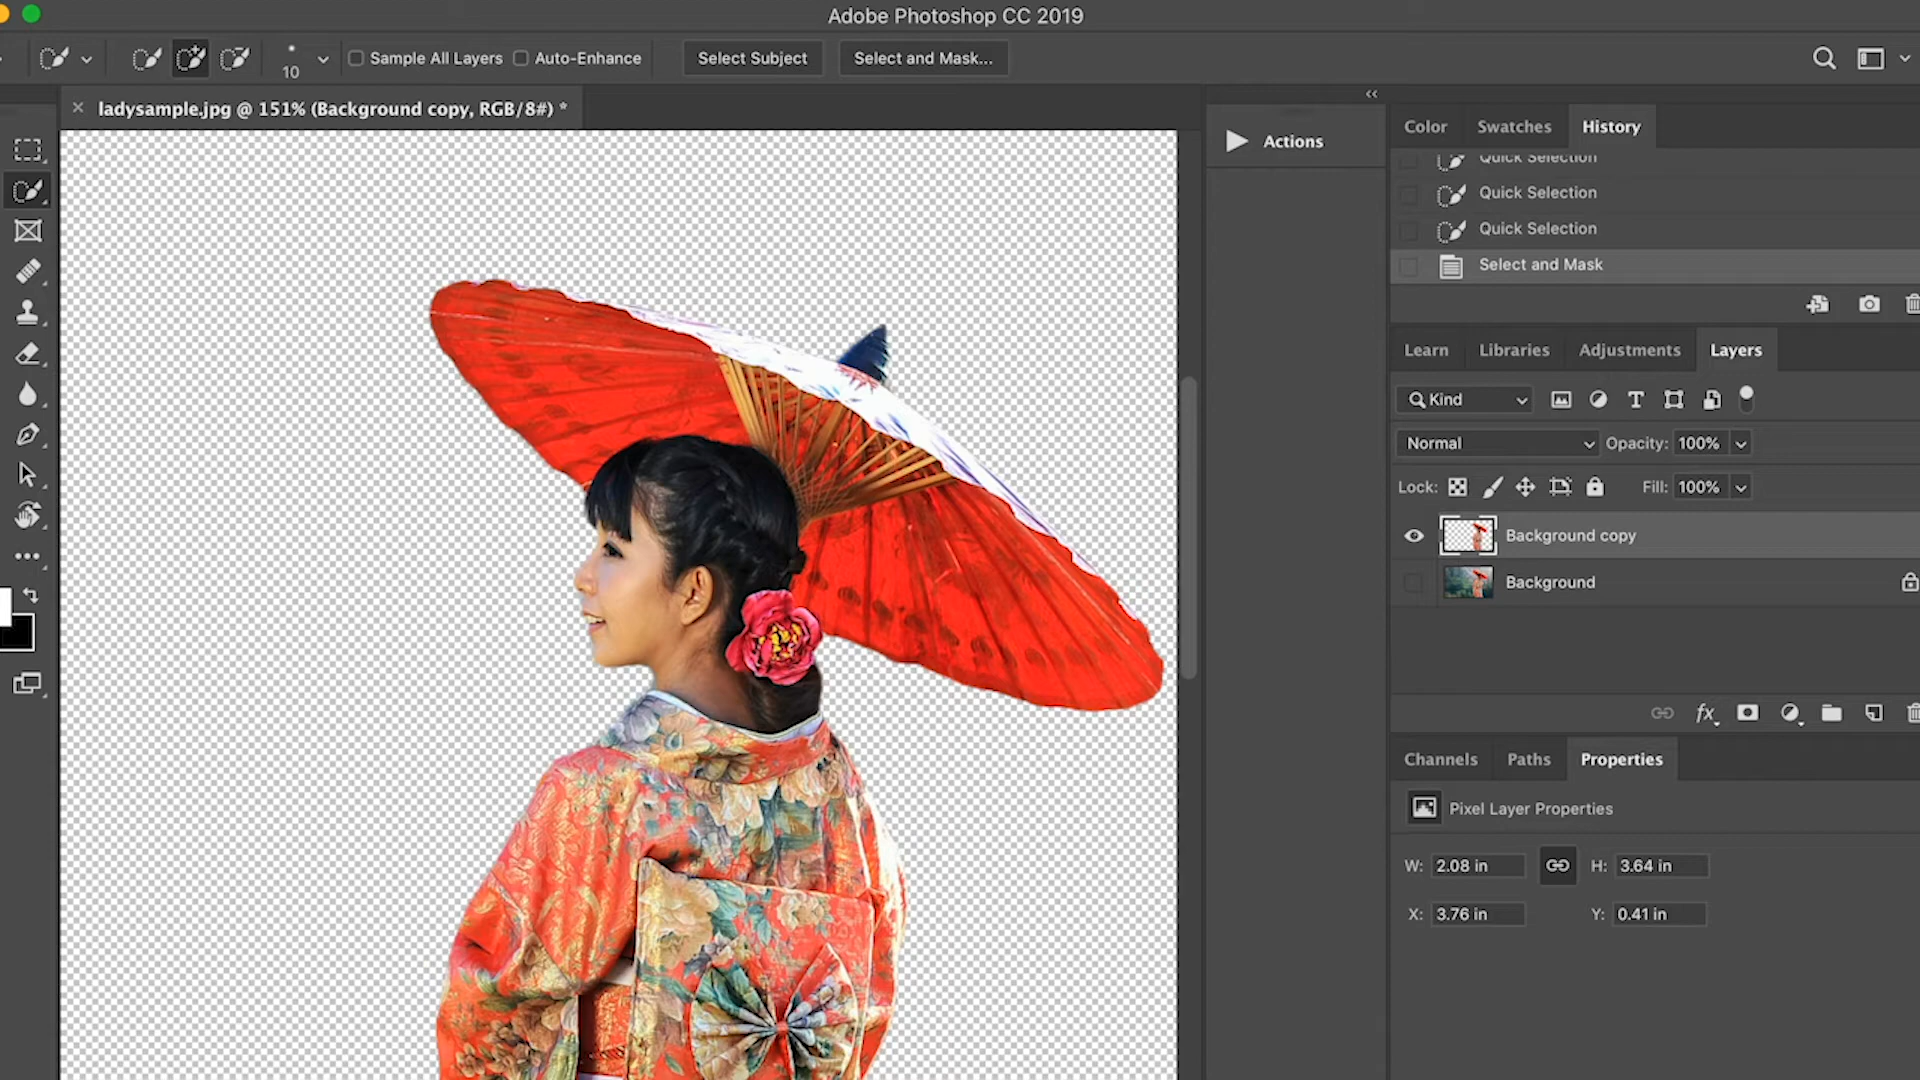 Adobe Photoshop CC 2019
10
Sample All Layers
Auto-Enhance
Select Subject
Select and Mask...
ladysample.jpg @ 151% (Background copy, RGB/8#) *
Actions
Color Swatches History
Quick Selection
Quick Selection
Quick Selection
Select and Mask
Learn Libraries Adjustments Layers
Kind
Normal Opacity: 100%
Lock: Fill: 100%
Background copy
Background
fx
Channels Paths Properties
Pixel Layer Properties
W: 2.08 in H: 3.64 in
X: 3.76 in Y: 0.41 in